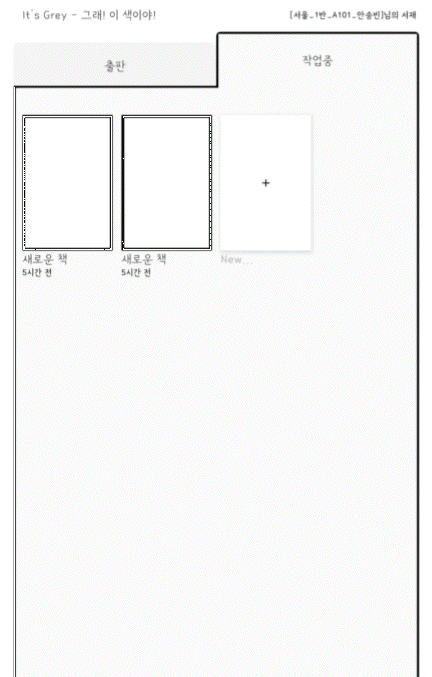 It's Grey - 그래! 이 색이야!
[서울_1반_A101_안송빈]님의 서재
출판
작업중
+
새로운 책
5시간 전
새로운 책
5시간 전
New...